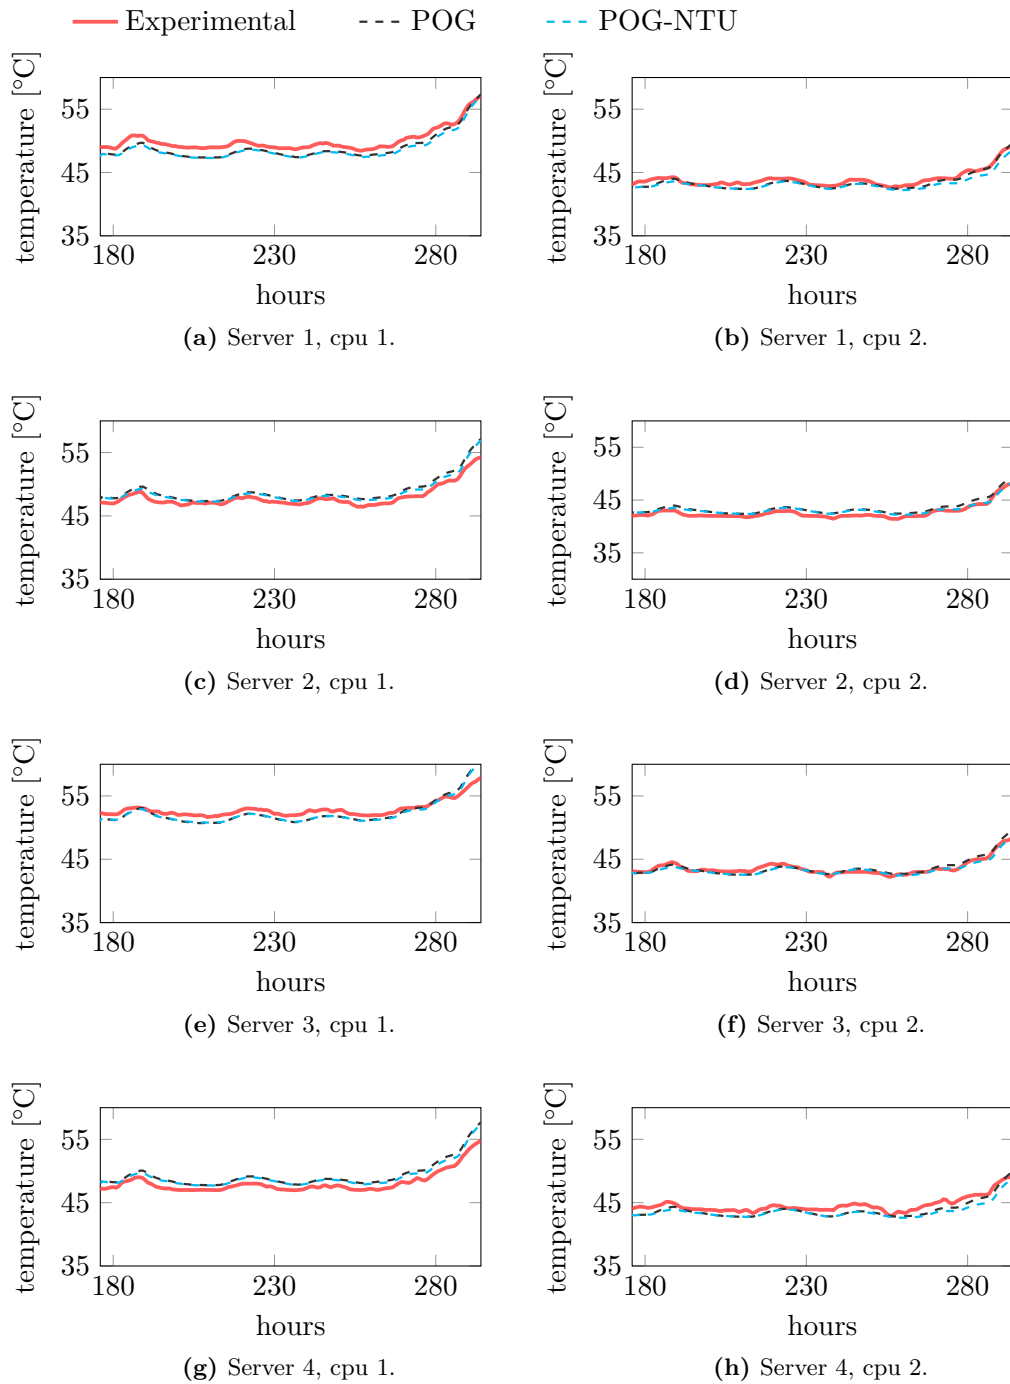 Experimental POG POG-NTU
temperature [°C]
55
45
35
180 230 280
hours
(a) Server 1, cpu 1.
temperature [°C]
55
45
35
180 230 280
hours
(b) Server 1, cpu 2.
temperature [°C]
55
45
35
180 230 280
hours
(c) Server 2, cpu 1.
temperature [°C]
55
45
35
180 230 280
hours
(d) Server 2, cpu 2.
temperature [°C]
55
45
35
180 230 280
hours
(e) Server 3, cpu 1.
temperature [°C]
55
45
35
180 230 280
hours
(f) Server 3, cpu 2.
temperature [°C]
55
45
35
180 230 280
hours
(g) Server 4, cpu 1.
temperature [°C]
55
45
35
180 230 280
hours
(h) Server 4, cpu 2.